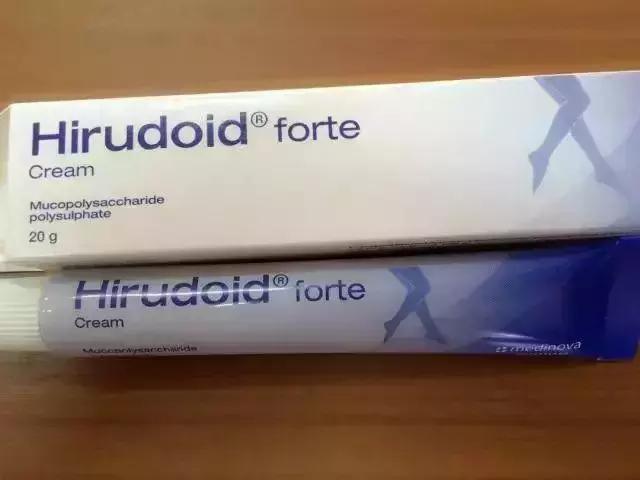 Hirudoid® forte
Cream
Mucopolysaccharide
polysulphate
20 g
Hirudoid® forte
Cream
Mucopolysaccharide
medinova